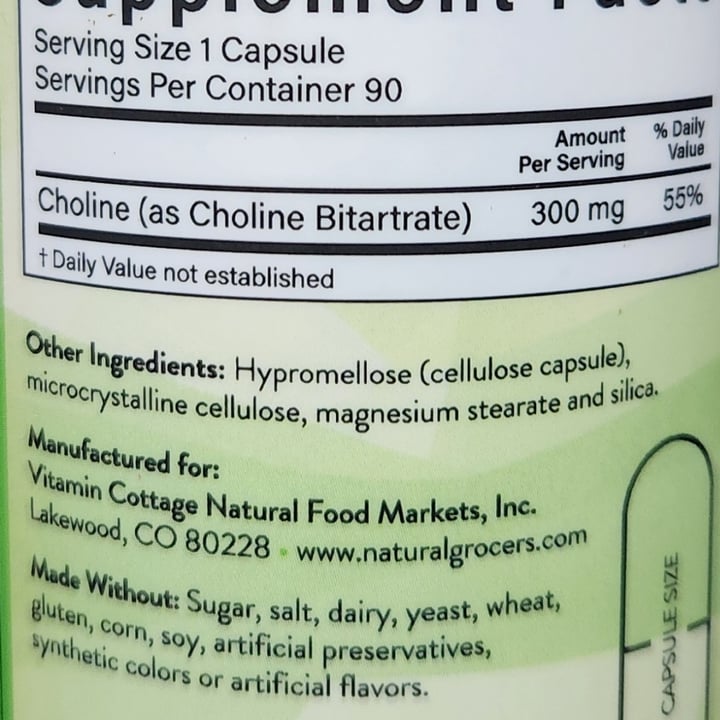 Serving Size 1 Capsule
Servings Per Container 90
Amount Per Serving
% Daily Value
Choline (as Choline Bitartrate) 300 mg 55%
† Daily Value not established
Other Ingredients: Hypromellose (cellulose capsule),
microcrystalline cellulose, magnesium stearate and silica.
Manufactured for:
Vitamin Cottage Natural Food Markets, Inc.
Lakewood, CO 80228 • www.naturalgrocers.com
Made Without: Sugar, salt, dairy, yeast, wheat,
gluten, corn, soy, artificial preservatives,
synthetic colors or artificial flavors.
CAPSULE SIZE